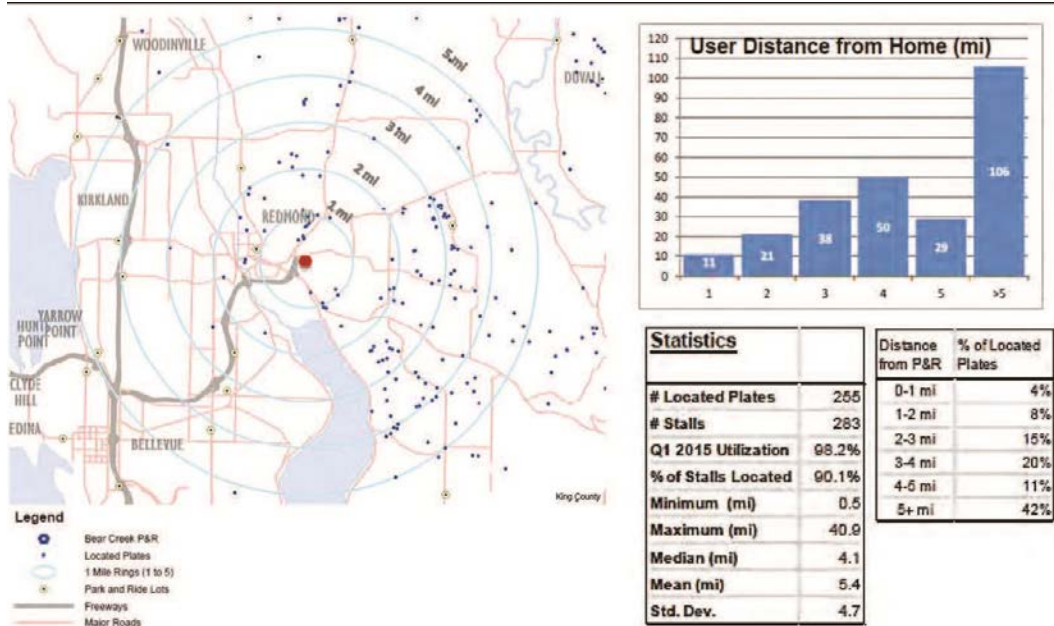 WOODINVILLE
5 mi
DUVALL
4 mi
3 mi
2 mi
KIRKLAND
REDMOND
1 mi
YARROW
HUNTS POINT
POINT
CLYDE
HILL
EDINA
BELLEVUE
King County
Legend
Bear Creek P&R
Located Plates
1 Mile Rings (1 to 5)
Park and Ride Lots
Freeways
Major Roads
User Distance from Home (mi)
120
110
100
90
80
70
60
50
40
30
20
10
0
11
21
38
50
29
106
1 2 3 4 5 >5
Statistics
# Located Plates 255
# Stalls 283
Q1 2015 Utilization 98.2%
% of Stalls Located 90.1%
Minimum (mi) 0.5
Maximum (mi) 40.9
Median (mi) 4.1
Mean (mi) 5.4
Std. Dev. 4.7
Distance % of Located
from P&R Plates
0-1 mi 4%
1-2 mi 8%
2-3 mi 15%
3-4 mi 20%
4-5 mi 11%
5+ mi 42%